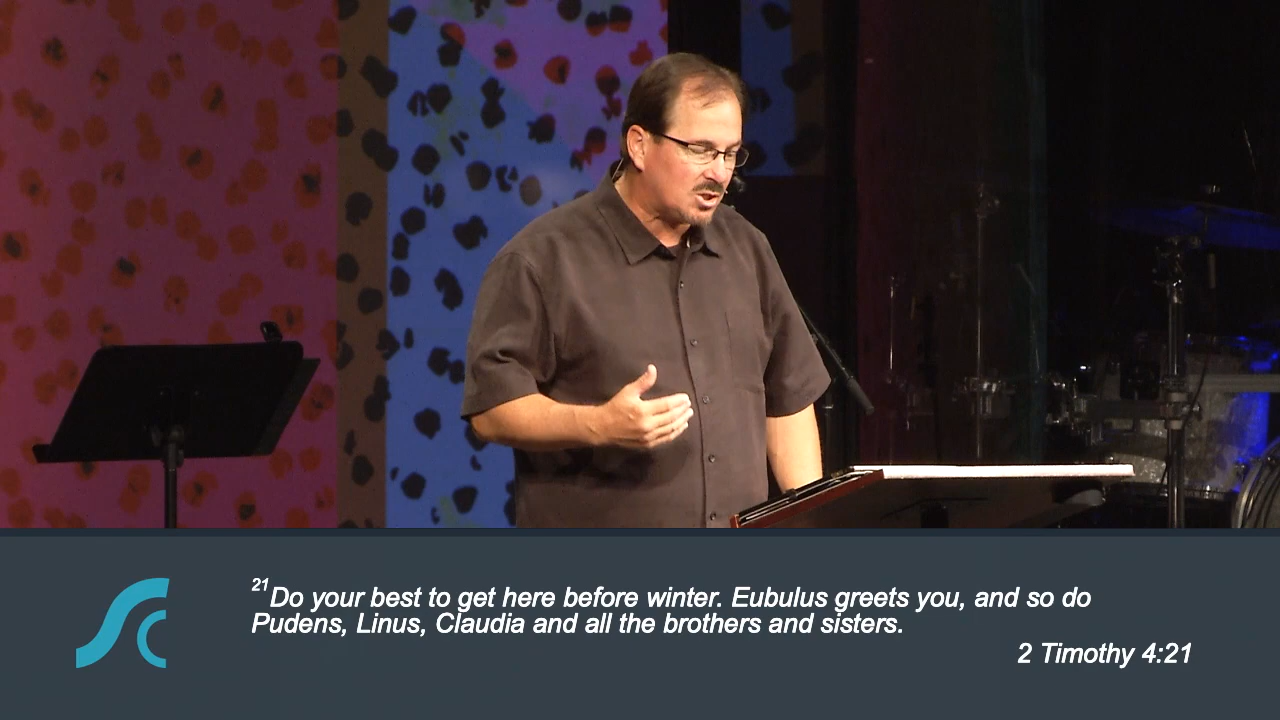 21Do your best to get here before winter. Eubulus greets you, and so do
Pudens, Linus, Claudia and all the brothers and sisters.
2 Timothy 4:21